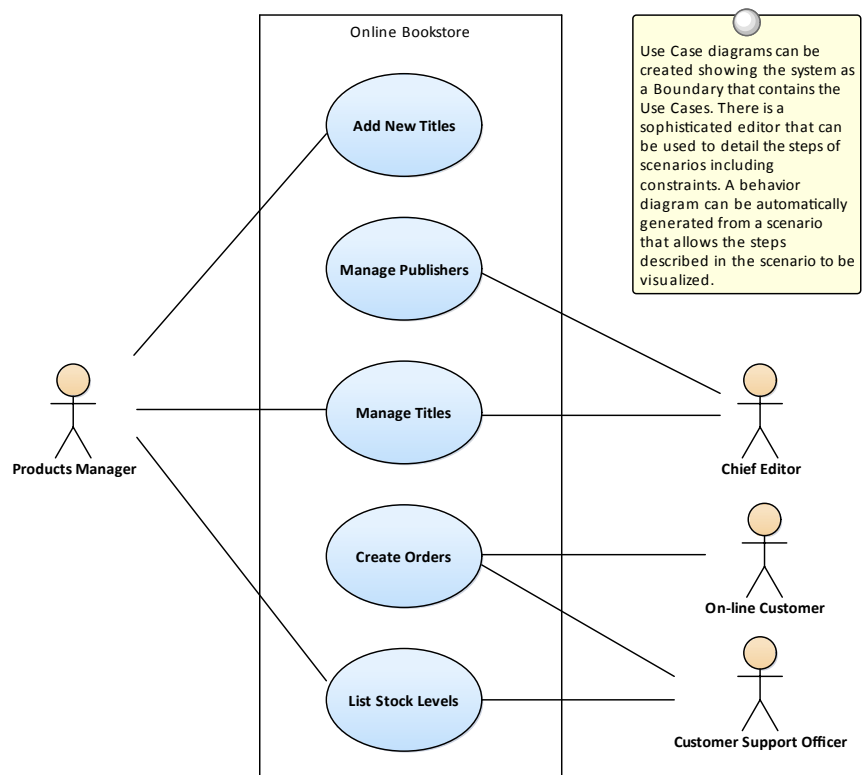 Online Bookstore
Use Case diagrams can be
created showing the system as
a Boundary that contains the
Use Cases. There is a
sophisticated editor that can
be used to detail the steps of
scenarios including
constraints. A behavior
diagram can be automatically
generated from a scenario
that allows the steps
described in the scenario to be
visualized.
Add New Titles
Manage Publishers
Manage Titles
Products Manager
Chief Editor
Create Orders
On-line Customer
List Stock Levels
Customer Support Officer